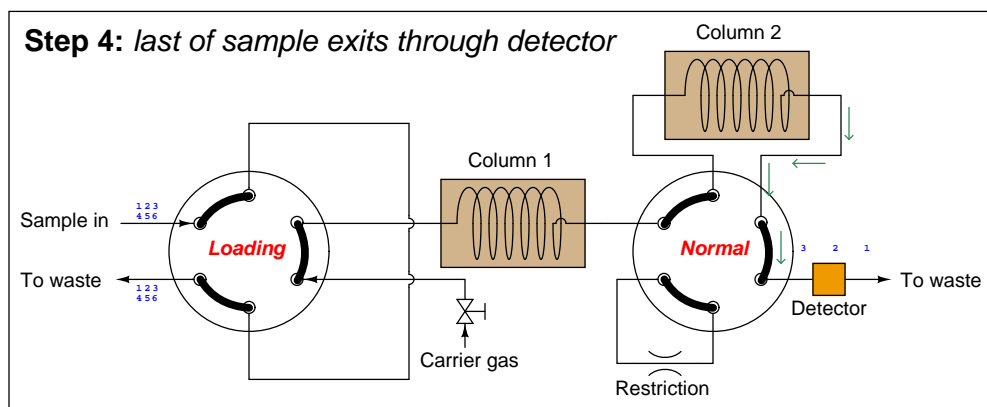 Step 4: last of sample exits through detector
Column 2
Column 1
1 2 3
4 5 6
Sample in
Loading
Normal
3 2 1
To waste
1 2 3
4 5 6
To waste
Detector
Carrier gas
Restriction